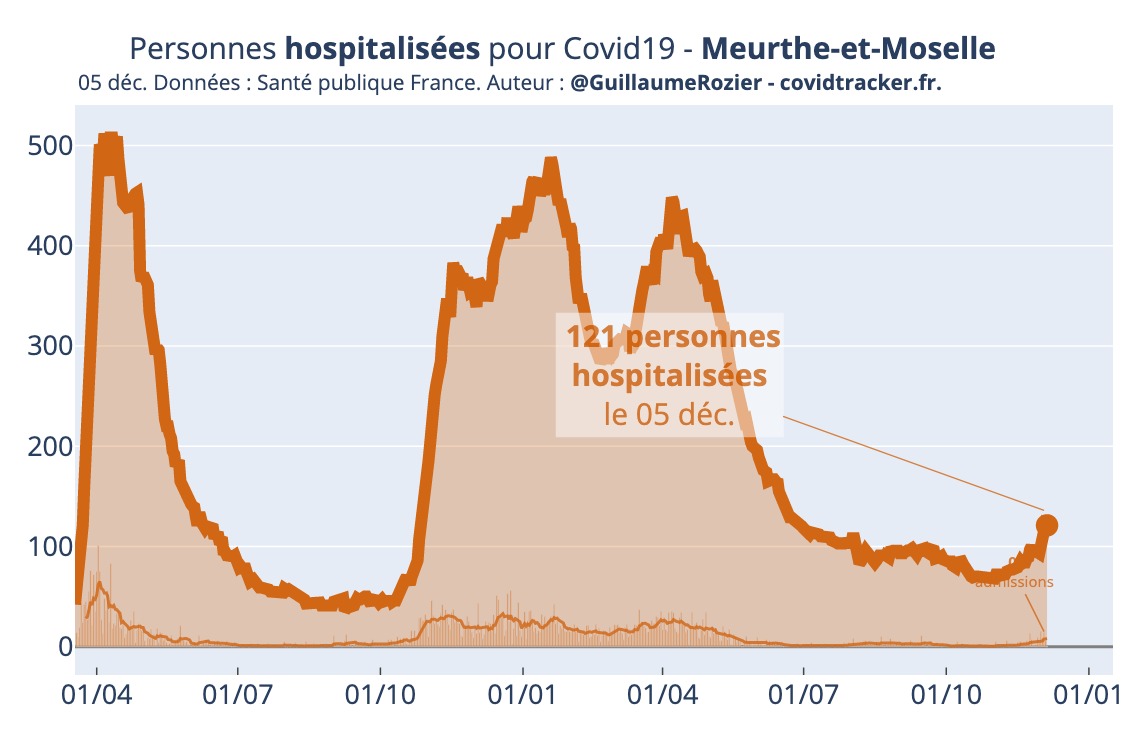 Personnes hospitalisées pour Covid19 - Meurthe-et-Moselle
05 déc. Données : Santé publique France. Auteur : @GuillaumeRozier - covidtracker.fr.
500
400
300
200
100
0
121 personnes
hospitalisées
le 05 déc.
admissions
01/04 01/07 01/10 01/01 01/04 01/07 01/10 01/01